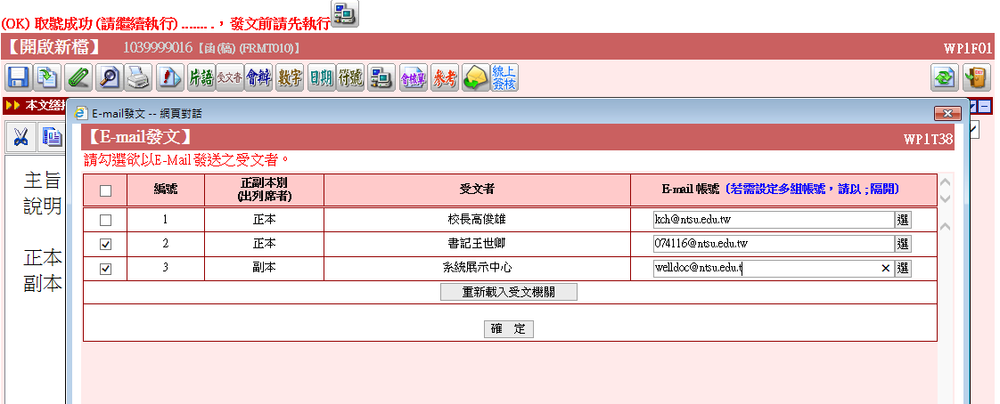 (OK) 取號成功 (請繼續執行) ........ , 發文前請先執行
【開啟新檔】 1039999016【函(稿) (FRMT010)】 WP1F01
片語 受文者 會辦 數字 日期 符號 會核單 參考 線上簽核
本文繕打
E-mail發文 -- 網頁對話
【E-mail發文】 WP1T38
請勾選欲以E-Mail 發送之受文者。
編號 正副本別(出列席者) 受文者 E-mail 帳號 (若需設定多組帳號，請以 ; 隔開)
1 正本 校長高俊雄 kch@ntsu.edu.tw 選
2 正本 書記王世卿 074116@ntsu.edu.tw 選
3 副本 系統展示中心 welldoc@ntsu.edu.t 選
重新載入受文機關
確 定
主旨
說明
正本
副本